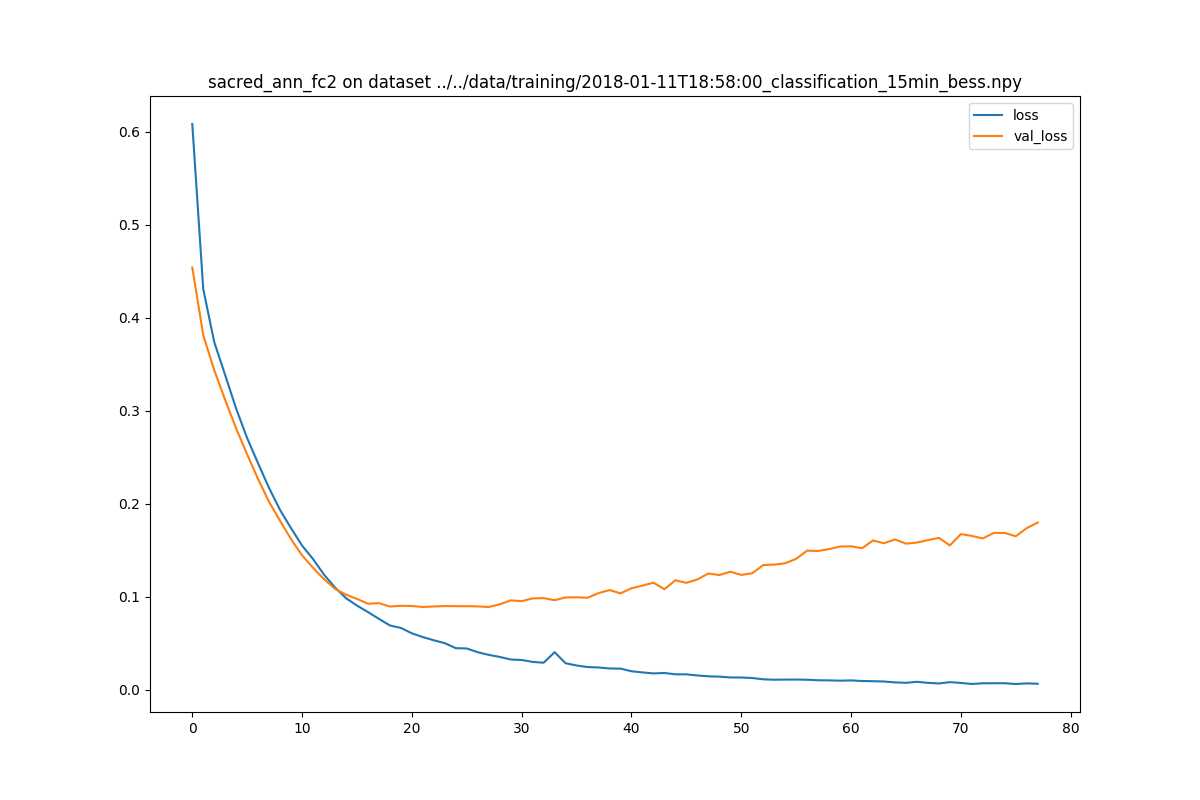 sacred_ann_fc2 on dataset ../../data/training/2018-01-11T18:58:00_classification_15min_bess.npy
loss
val_loss
0.6
0.5
0.4
0.3
0.2
0.1
0.0
0 10 20 30 40 50 60 70 80